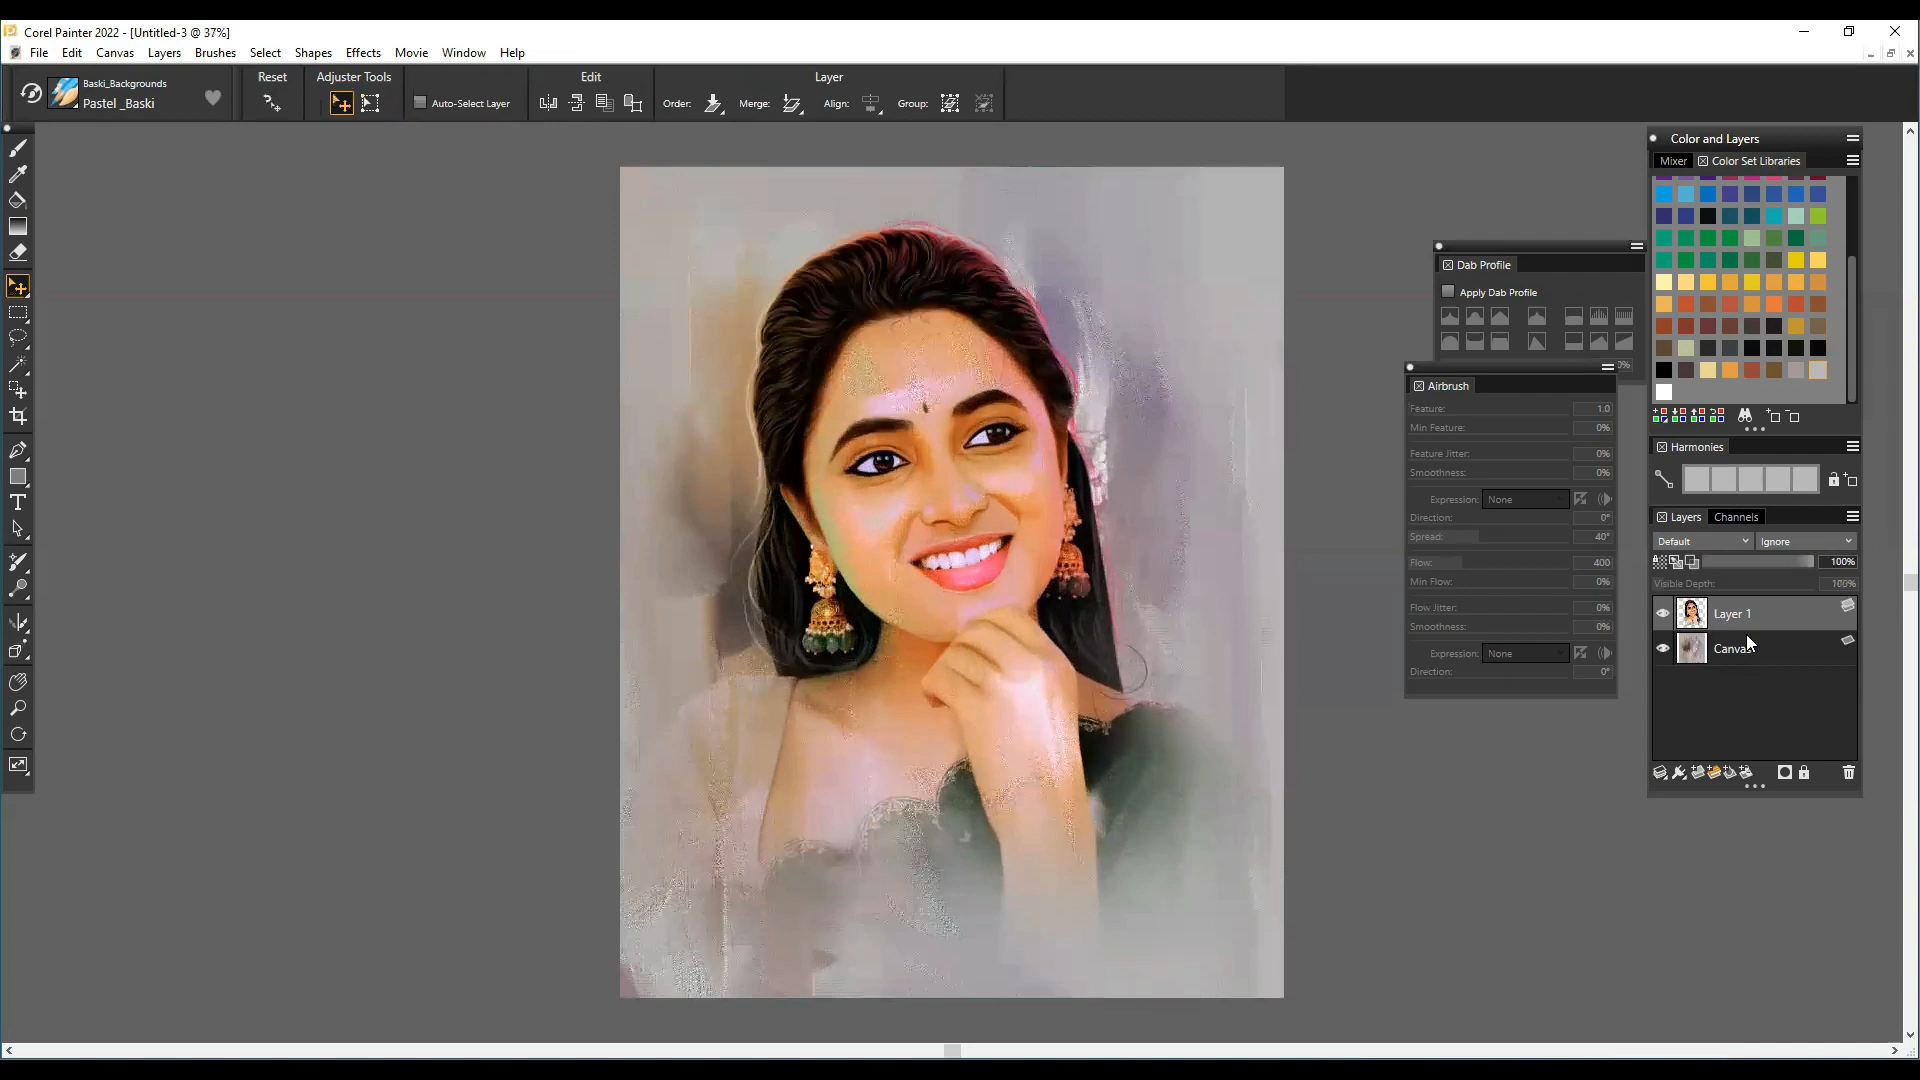 Corel Painter 2022 - [Untitled-3 @ 37%]
File Edit Canvas Layers Brushes Select Shapes Effects Movie Window Help
Baski_Backgrounds
Pastel _Baski
Reset
Adjuster Tools
Auto-Select Layer
Edit
Layer
Order:
Merge:
Align:
Group:
Color and Layers
Mixer
Color Set Libraries
Dab Profile
Apply Dab Profile
Airbrush
Feature: 1.0
Min Feature: 0%
Feature Jitter: 0%
Smoothness: 0%
Expression: None
Direction: 0°
Spread: 40°
Flow: 400
Min Flow: 0%
Flow Jitter: 0%
Smoothness: 0%
Expression: None
Direction: 0°
Harmonies
Layers
Channels
Default
Ignore
100%
Visible Depth: 100%
Layer 1
Canvas